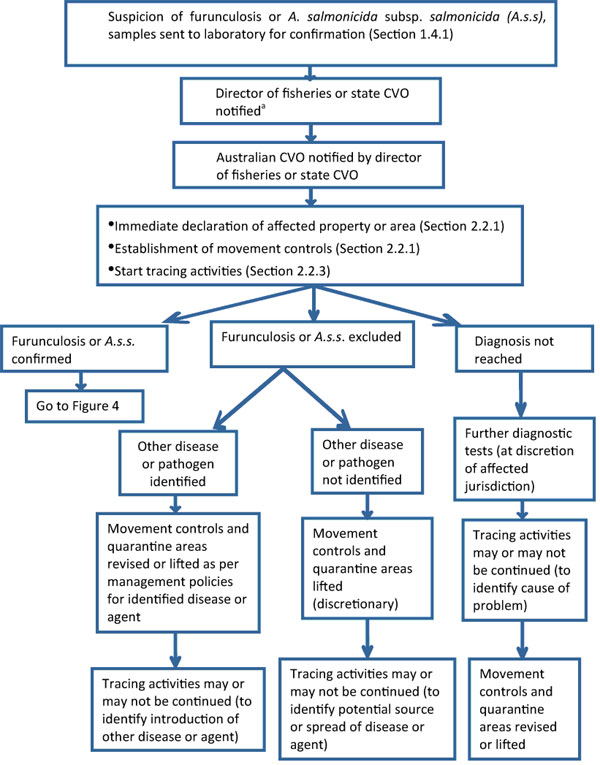 Suspicion of furunculosis or A. salmonicida subsp. salmonicida (A.s.s),
samples sent to laboratory for confirmation (Section 1.4.1)
Director of fisheries or state CVO
notifiedª
Australian CVO notified by director
of fisheries or state CVO
•Immediate declaration of affected property or area (Section 2.2.1)
•Establishment of movement controls (Section 2.2.1)
•Start tracing activities (Section 2.2.3)
Furunculosis or A.s.s.
confirmed
Go to Figure 4
Furunculosis or A.s.s. excluded
Diagnosis not
reached
Other disease
or pathogen
identified
Movement controls and
quarantine areas
revised or lifted as per
management policies
for identified disease or
agent
Tracing activities may or
may not be continued (to
identify introduction of
other disease or agent)
Other disease
or pathogen
not identified
Movement
controls and
quarantine areas
lifted
(discretionary)
Tracing activities may or
may not be continued (to
identify potential source
or spread of disease or
agent)
Further diagnostic
tests (at discretion
of affected
jurisdiction)
Tracing activities
may or may not
be continued (to
identify cause of
problem)
Movement
controls and
quarantine
areas revised
or lifted